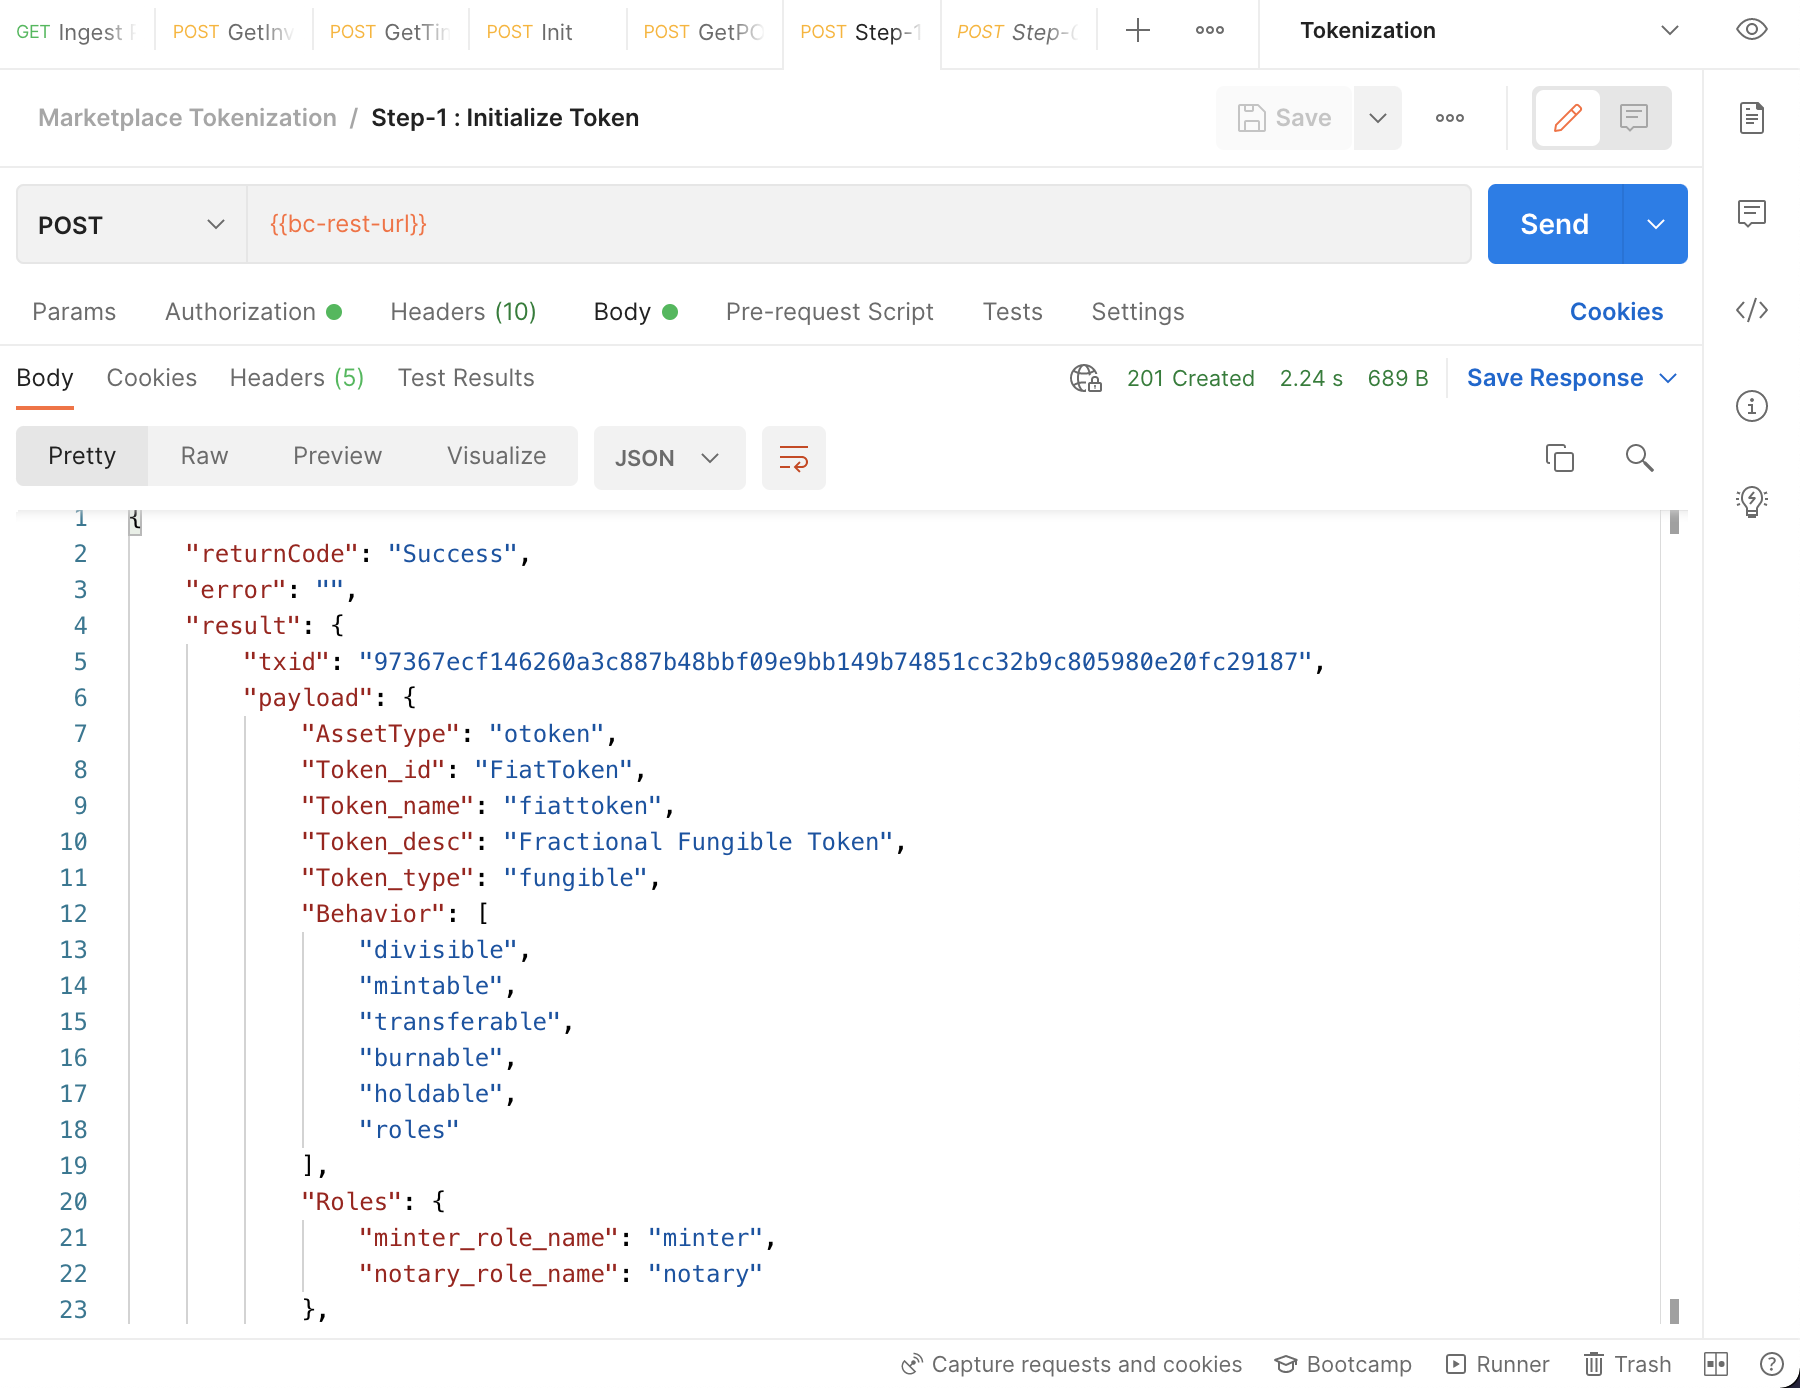 GET Ingest
POST GetInv
POST GetTim
POST Init
POST GetPO
POST Step-1
POST Step-
Tokenization
Marketplace Tokenization / Step-1 : Initialize Token
Save
POST
{{bc-rest-url}}
Send
Params
Authorization
Headers (10)
Body
Pre-request Script
Tests
Settings
Cookies
Body
Cookies
Headers (5)
Test Results
201 Created
2.24 s
689 B
Save Response
Pretty
Raw
Preview
Visualize
JSON
1 {
2 "returnCode": "Success",
3 "error": "",
4 "result": {
5 "txid": "97367ecf146260a3c887b48bbf09e9bb149b74851cc32b9c805980e20fc29187",
6 "payload": {
7 "AssetType": "otoken",
8 "Token_id": "FiatToken",
9 "Token_name": "fiattoken",
10 "Token_desc": "Fractional Fungible Token",
11 "Token_type": "fungible",
12 "Behavior": [
13 "divisible",
14 "mintable",
15 "transferable",
16 "burnable",
17 "holdable",
18 "roles"
19 ],
20 "Roles": {
21 "minter_role_name": "minter",
22 "notary_role_name": "notary"
23 },
Capture requests and cookies
Bootcamp
Runner
Trash